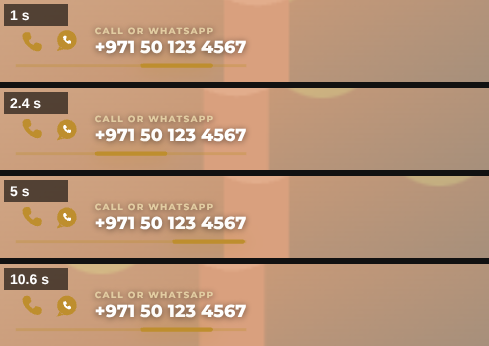 1 s
CALL OR WHATSAPP
+971 50 123 4567
2.4 s
CALL OR WHATSAPP
+971 50 123 4567
5 s
CALL OR WHATSAPP
+971 50 123 4567
10.6 s
CALL OR WHATSAPP
+971 50 123 4567